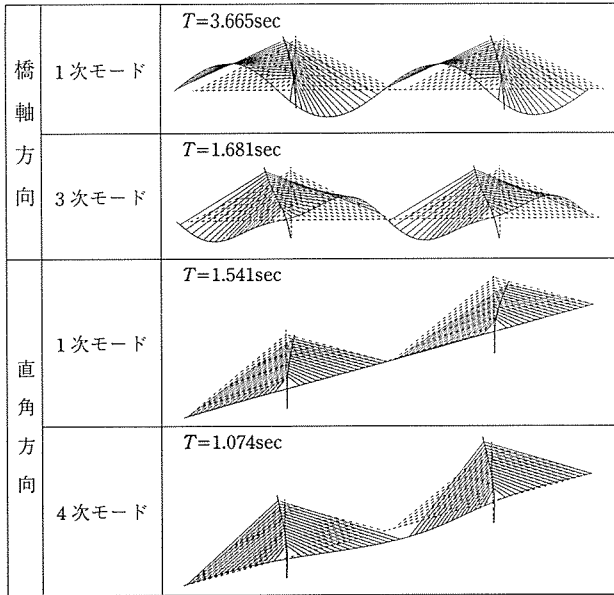 橋軸方向
1次モード
T=3.665sec
3次モード
T=1.681sec
直角方向
1次モード
T=1.541sec
4次モード
T=1.074sec